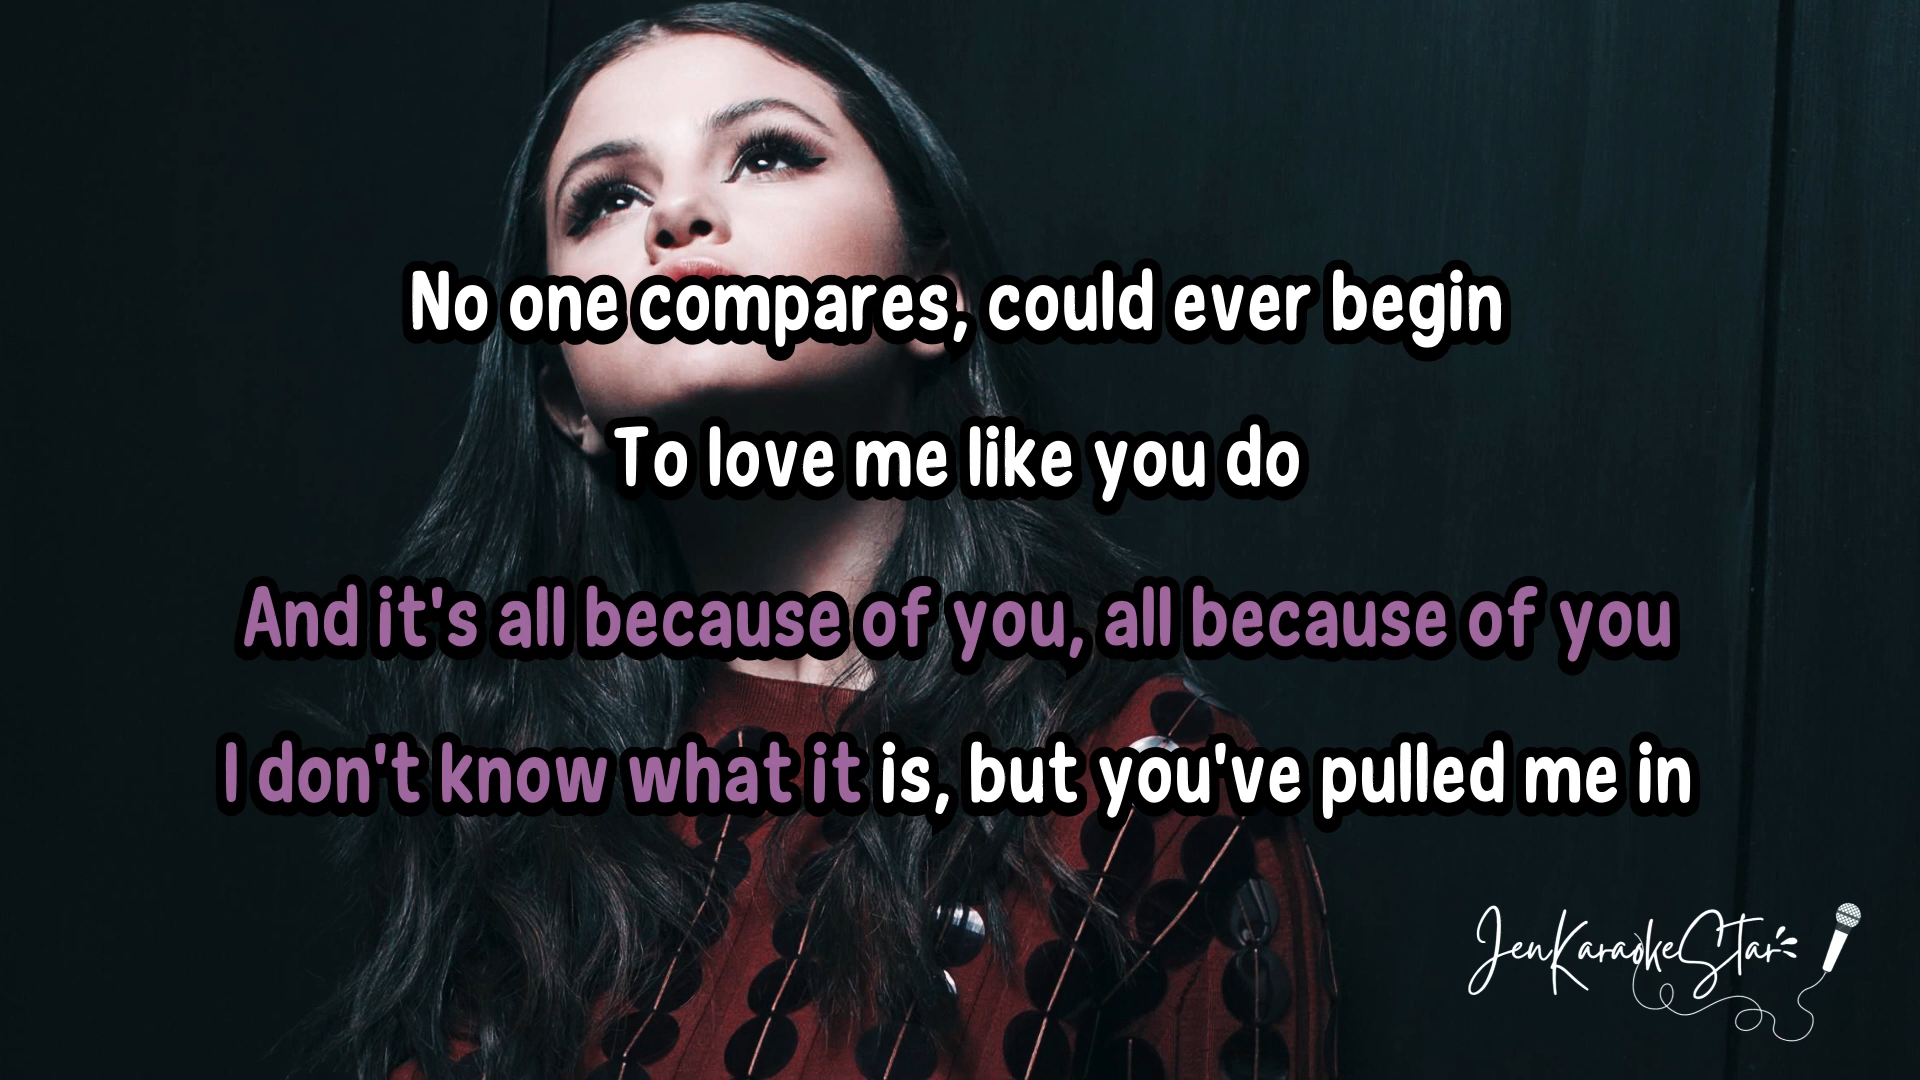 No one compares, could ever begin
To love me like you do
And it's all because of you, all because of you
I don't know what it is, but you've pulled me in
JenKaraokeStar